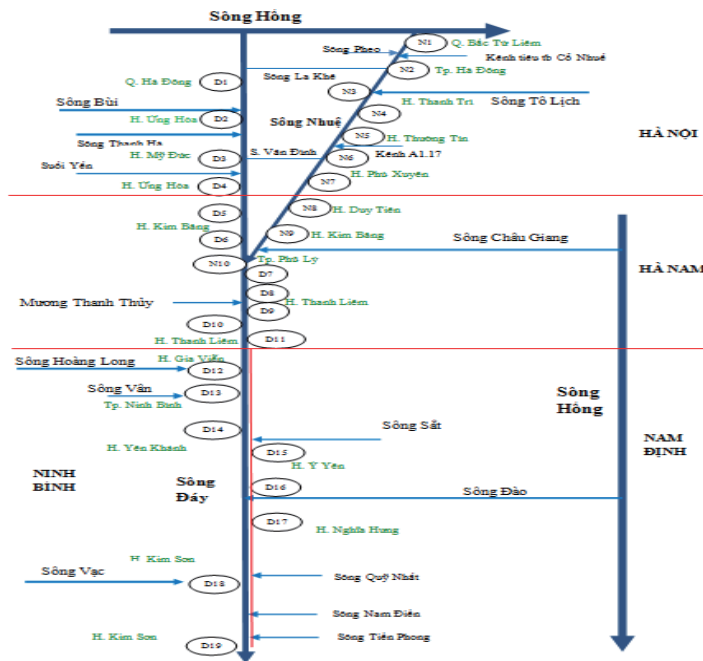 Sông Hồng
N1
Q. Bắc Từ Liêm
Sông Pheo
Kênh tiêu tb Cổ Nhuế
N2
Tp. Hà Đông
Q. Hà Đông
D1
Sông La Khê
N3
H. Thanh Trì
Sông Tô Lịch
Sông Bùi
H. Ứng Hòa
D2
N4
Sông Nhuệ
N5
H. Thường Tín
HÀ NỘI
Sông Thanh Hà
H. Mỹ Đức
D3
S. Vân Đình
N6
Kênh A1.17
Suối Yến
N7
H. Phú Xuyên
H. Ứng Hòa
D4
D5
N8
H. Duy Tiên
H. Kim Bảng
D6
N9
H. Kim Bảng
Sông Châu Giang
N10
Tp. Phủ Lý
D7
HÀ NAM
D8
Mương Thanh Thủy
H. Thanh Liêm
D9
D10
H. Thanh Liêm
D11
H. Gia Viễn
Sông Hoàng Long
D12
Sông Vân
D13
Tp. Ninh Bình
Sông Hồng
D14
Sông Sắt
NAM ĐỊNH
H. Yên Khánh
D15
H. Ý Yên
NINH BÌNH
Sông Đáy
D16
Sông Đào
D17
H. Nghĩa Hưng
H Kim Sơn
Sông Vạc
D18
Sông Quỹ Nhất
Sông Nam Điền
H. Kim Sơn
D19
Sông Tiền Phong